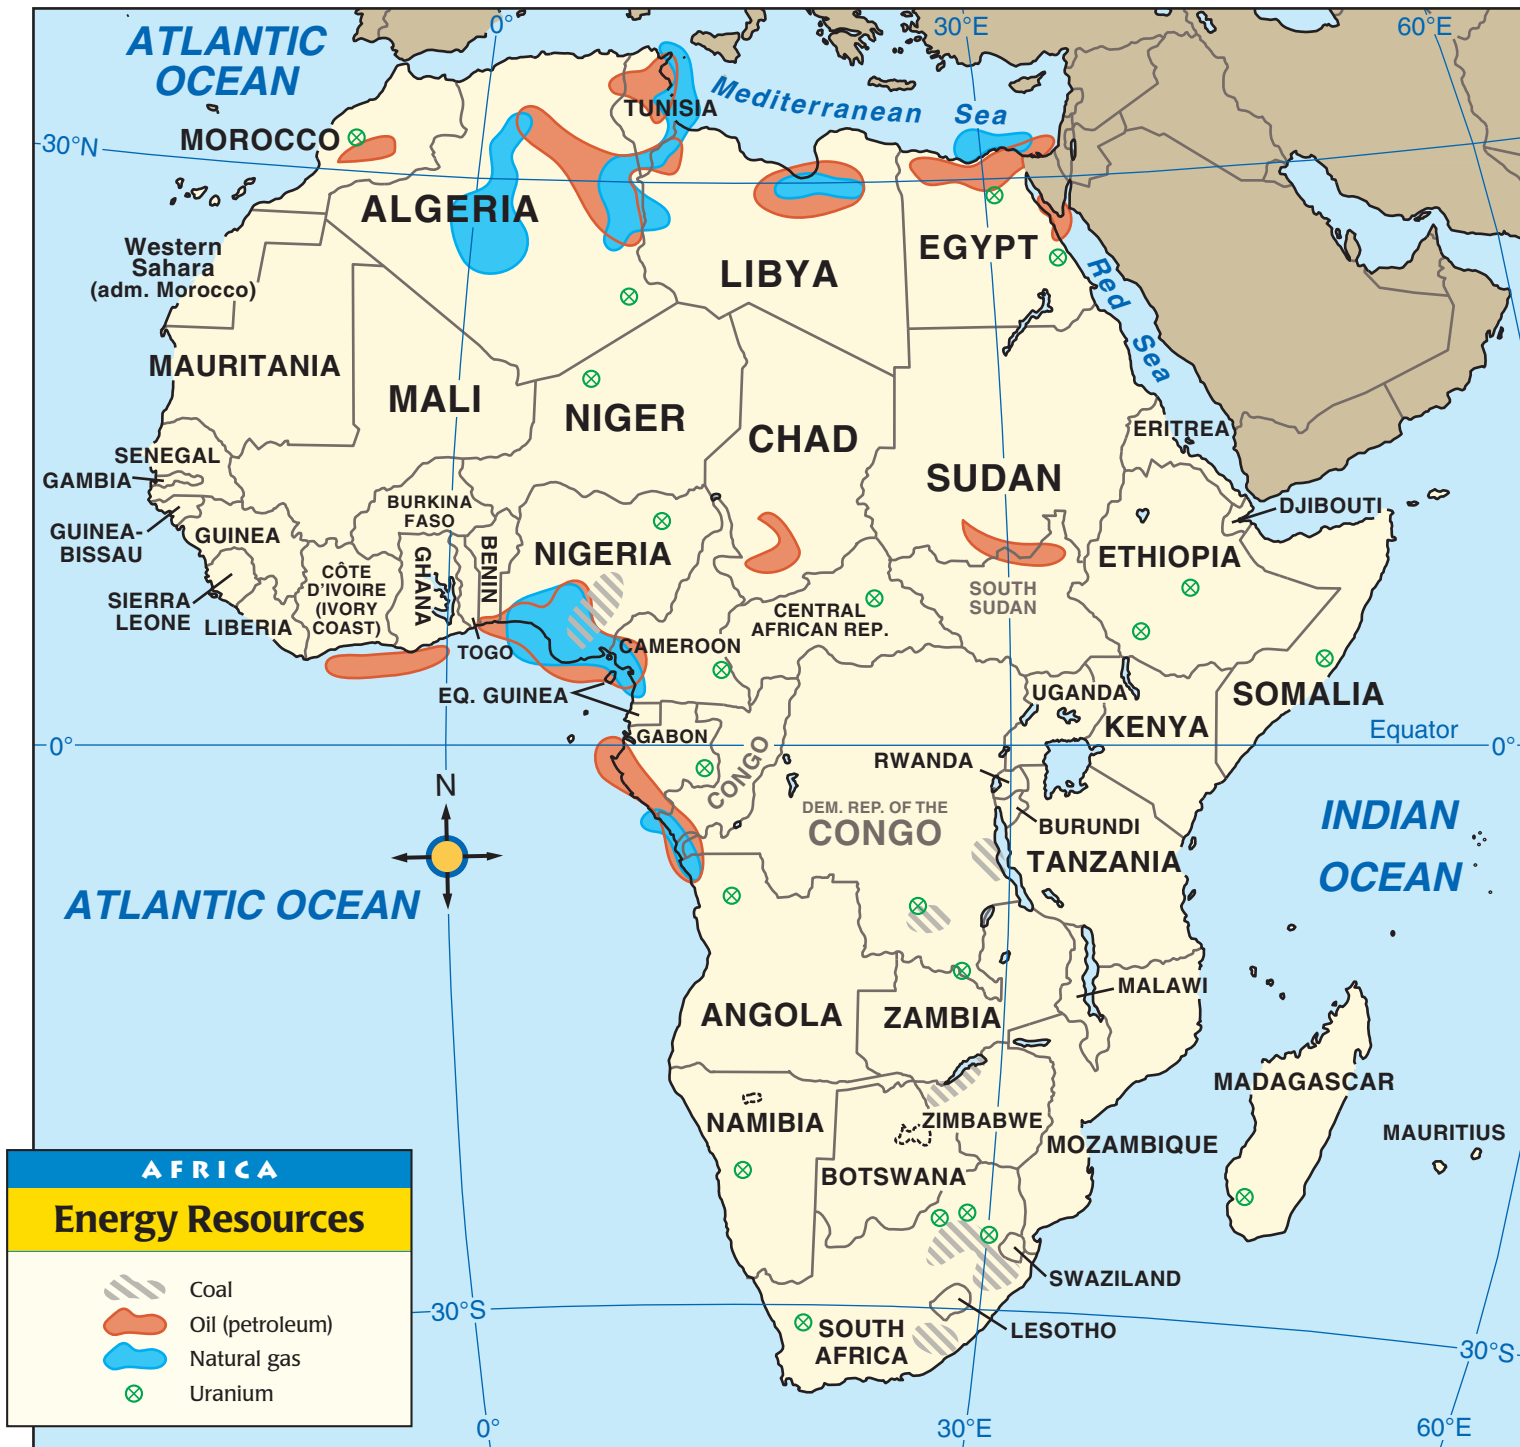 0°
30°E
60°E
ATLANTIC
OCEAN
Mediterranean Sea
TUNISIA
MOROCCO
30°N
ALGERIA
LIBYA
EGYPT
Red Sea
Western
Sahara
(adm. Morocco)
MAURITANIA
MALI
NIGER
CHAD
SUDAN
ERITREA
SENEGAL
GAMBIA
BURKINA
FASO
DJIBOUTI
GUINEA-
BISSAU
GUINEA
BENIN
NIGERIA
ETHIOPIA
GHANA
CÔTE
D'IVOIRE
(IVORY
COAST)
SIERRA
LEONE
LIBERIA
TOGO
CENTRAL
AFRICAN REP.
SOUTH
SUDAN
CAMEROON
EQ. GUINEA
UGANDA
KENYA
SOMALIA
GABON
CONGO
Equator
0°
0°
RWANDA
DEM. REP. OF THE
CONGO
BURUNDI
TANZANIA
INDIAN
OCEAN
N
ATLANTIC OCEAN
ANGOLA
ZAMBIA
MALAWI
MADAGASCAR
NAMIBIA
ZIMBABWE
MOZAMBIQUE
MAURITIUS
BOTSWANA
SWAZILAND
LESOTHO
SOUTH
AFRICA
30°S
30°S
AFRICA
Energy Resources
Coal
Oil (petroleum)
Natural gas
Uranium
0°
30°E
60°E